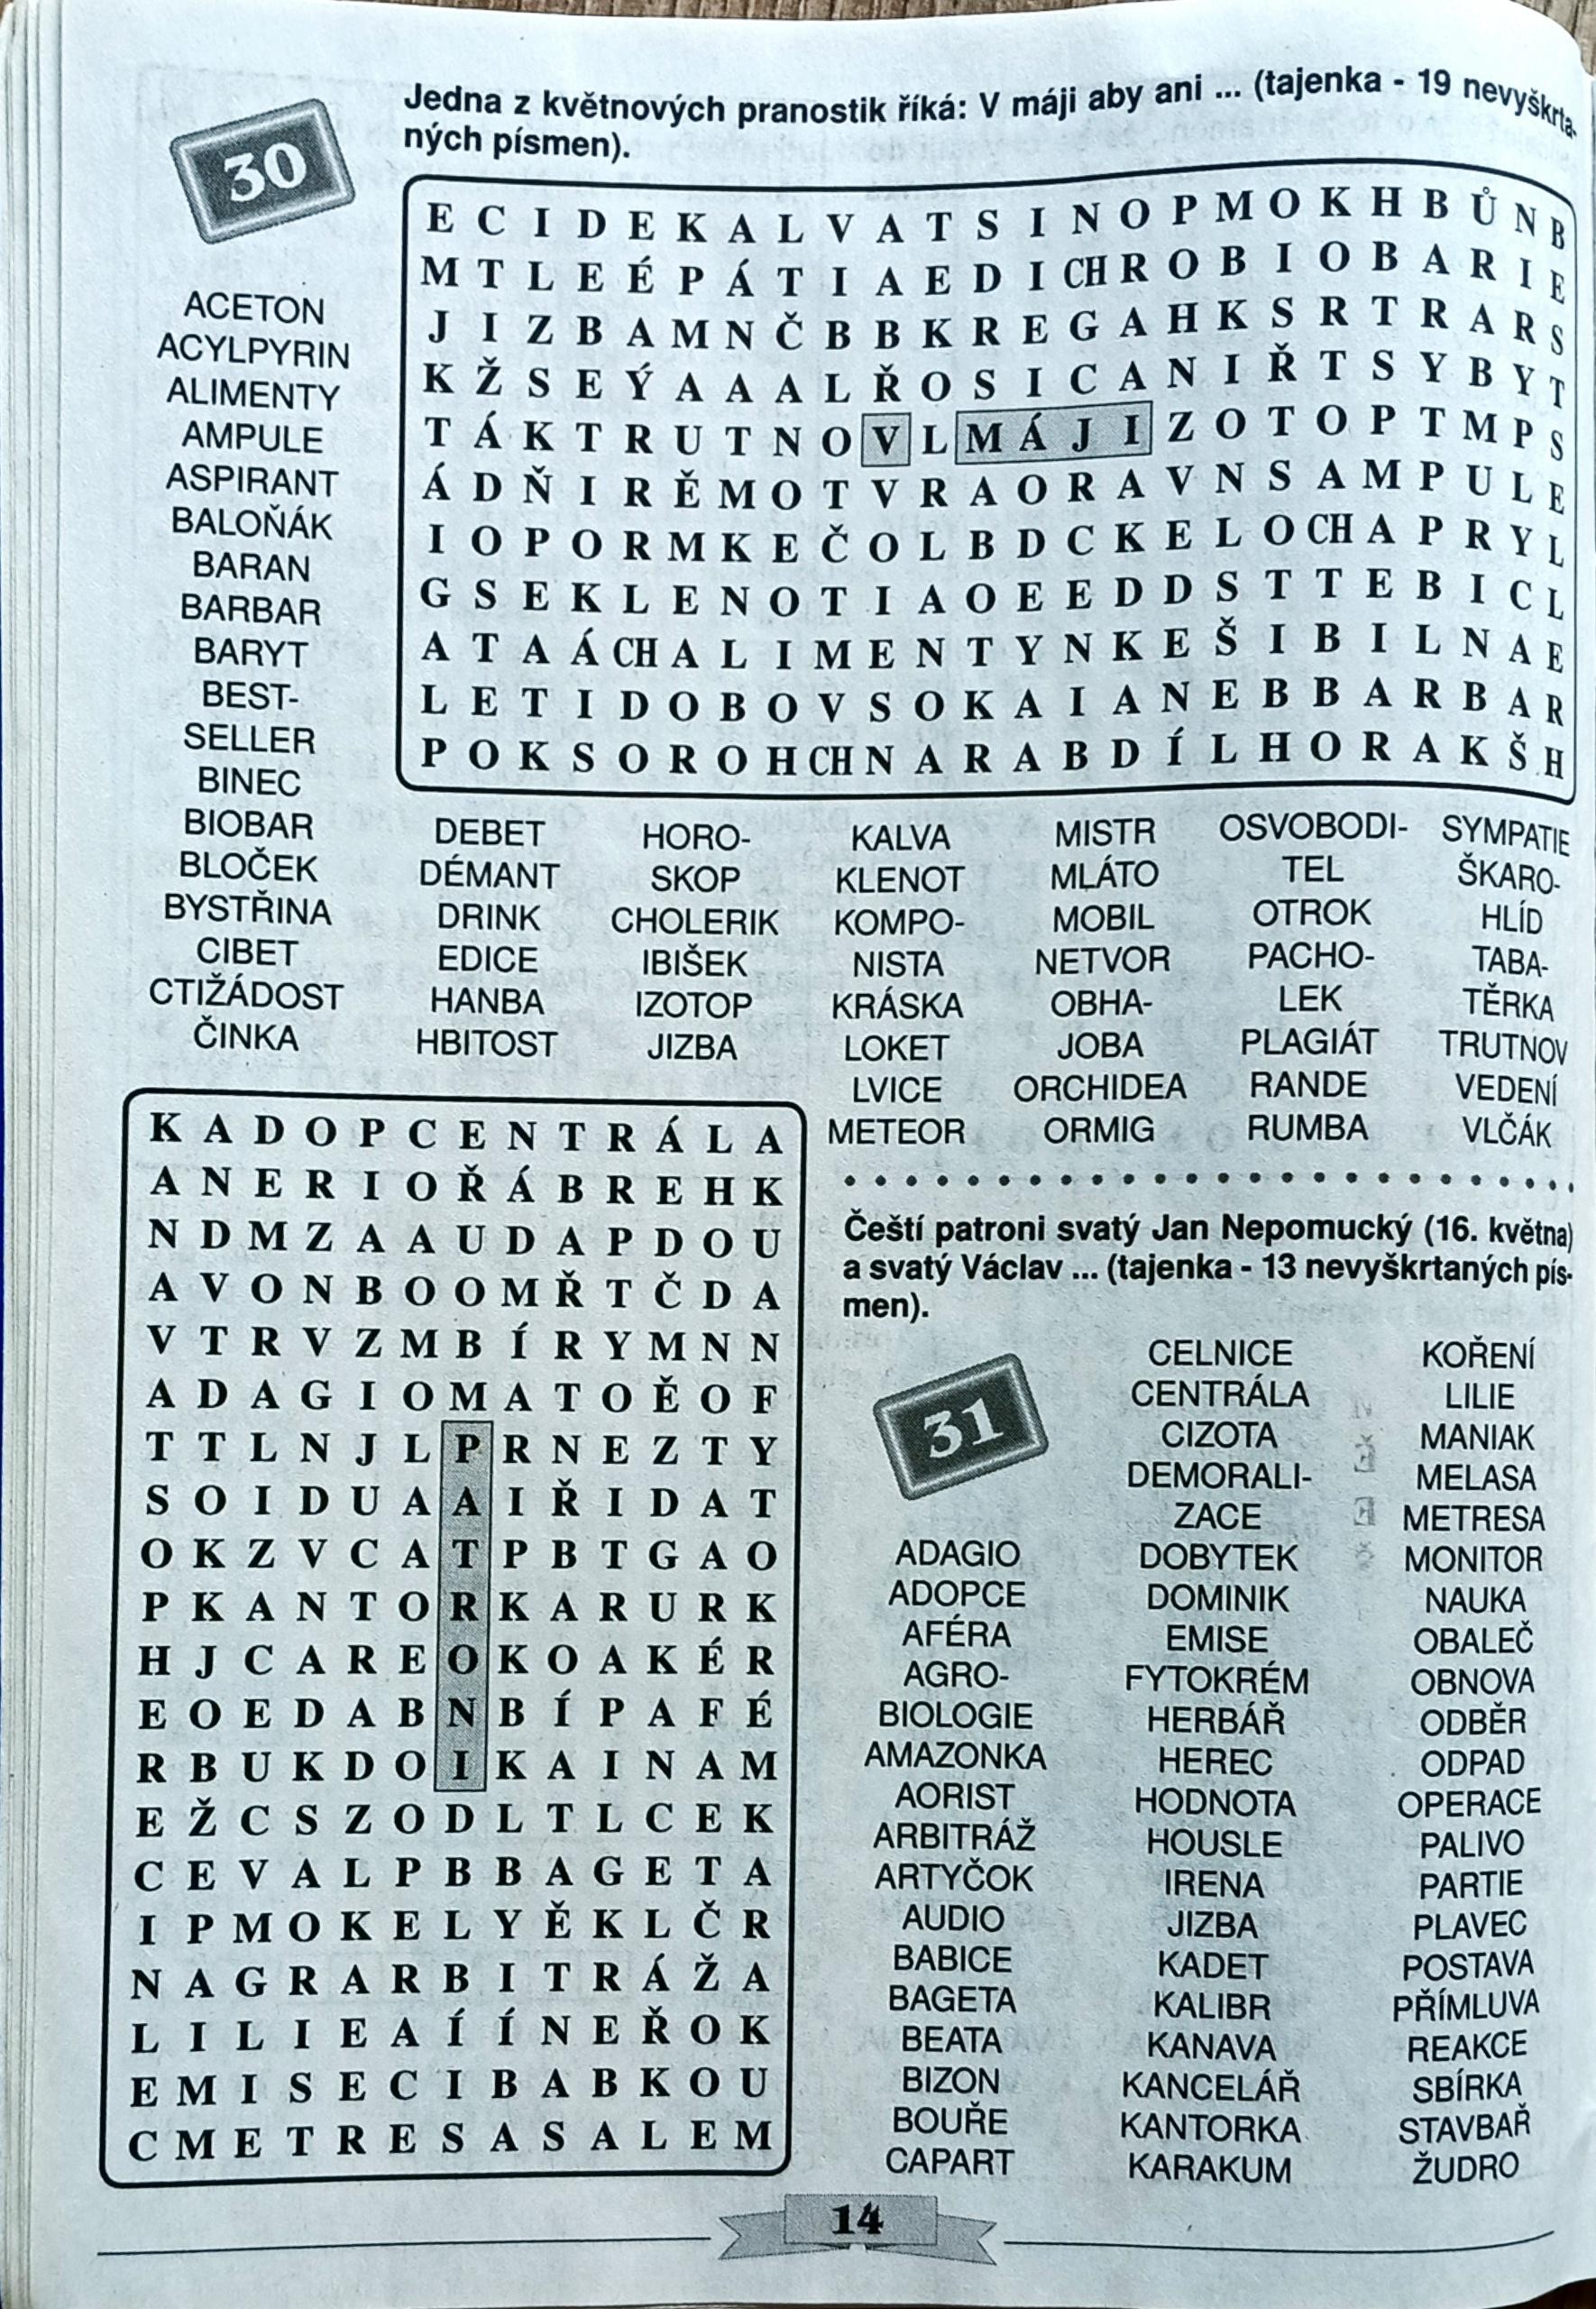 Jedna z květnových pranostik říká: V máji aby ani ... (tajenka - 19 nevyškrta-
ných písmen).
30
E C I D E K A L V A T S I N O P M O K H B Ů N B
M T L E É P Á T I A E D I CH R O B I O B A R I E
J I Z B A M N Č B B K R E G A H K S R T R A R S
K Ž S E Ý A A A L Ř O S I C A N I Ř T S Y B Y T
T Á K T R U T N O V L M Á J I Z O T O P T M P S
Á D Ň I R Ě M O T V R A O R A V N S A M P U L E
I O P O R M K E Č O L B D C K E L O CH A P R Y L
G S E K L E N O T I A O E E D D S T T E B I C L
A T A Á CH A L I M E N T Y N K E Š I B I L N A E
L E T I D O B O V S O K A I A N E B B A R B A R
P O K S O R O H CH N A R A B D Í L H O R A K Š H
ACETON
ACYLPYRIN
ALIMENTY
AMPULE
ASPIRANT
BALOŇÁK
BARAN
BARBAR
BARYT
BEST-
SELLER
BINEC
BIOBAR
BLOČEK
BYSTŘINA
CIBET
CTIŽÁDOST
ČINKA
DEBET
DÉMANT
DRINK
EDICE
HANBA
HBITOST
HORO-
SKOP
CHOLERIK
IBIŠEK
IZOTOP
JIZBA
KALVA
KLENOT
KOMPO-
NISTA
KRÁSKA
LOKET
LVICE
METEOR
MISTR
MLÁTO
MOBIL
NETVOR
OBHA-
JOBA
ORCHIDEA
ORMIG
OSVOBODI-
TEL
OTROK
PACHO-
LEK
PLAGIÁT
RANDE
RUMBA
SYMPATIE
ŠKARO-
HLÍD
TABA-
TĚRKA
TRUTNOV
VEDENÍ
VLČÁK
K A D O P C E N T R Á L A
A N E R I O Ř Á B R E H K
N D M Z A A U D A P D O U
A V O N B O O M Ř T Č D A
V T R V Z M B Í R Y M N N
A D A G I O M A T O Ě O F
T T L N J L P R N E Z T Y
S O I D U A A I Ř I D A T
O K Z V C A T P B T G A O
P K A N T O R K A R U R K
H J C A R E O K O A K É R
E O E D A B N B Í P A F É
R B U K D O I K A I N A M
E Ž C S Z O D L T L C E K
C E V A L P B B A G E T A
I P M O K E L Y Ě K L Č R
N A G R A R B I T R Á Ž A
L I L I E A Í Í N E Ř O K
E M I S E C I B A B K O U
C M E T R E S A S A L E M
Čeští patroni svatý Jan Nepomucký (16. května)
a svatý Václav ... (tajenka - 13 nevyškrtaných pís-
men).
31
ADAGIO
ADOPCE
AFÉRA
AGRO-
BIOLOGIE
AMAZONKA
AORIST
ARBITRÁŽ
ARTYČOK
AUDIO
BABICE
BAGETA
BEATA
BIZON
BOUŘE
CAPART
CELNICE
CENTRÁLA
CIZOTA
DEMORALI-
ZACE
DOBYTEK
DOMINIK
EMISE
FYTOKRÉM
HERBÁŘ
HEREC
HODNOTA
HOUSLE
IRENA
JIZBA
KADET
KALIBR
KANAVA
KANCELÁŘ
KANTORKA
KARAKUM
KOŘENÍ
LILIE
MANIAK
MELASA
METRESA
MONITOR
NAUKA
OBALEČ
OBNOVA
ODBĚR
ODPAD
OPERACE
PALIVO
PARTIE
PLAVEC
POSTAVA
PŘÍMLUVA
REAKCE
SBÍRKA
STAVBAŘ
ŽUDRO
14